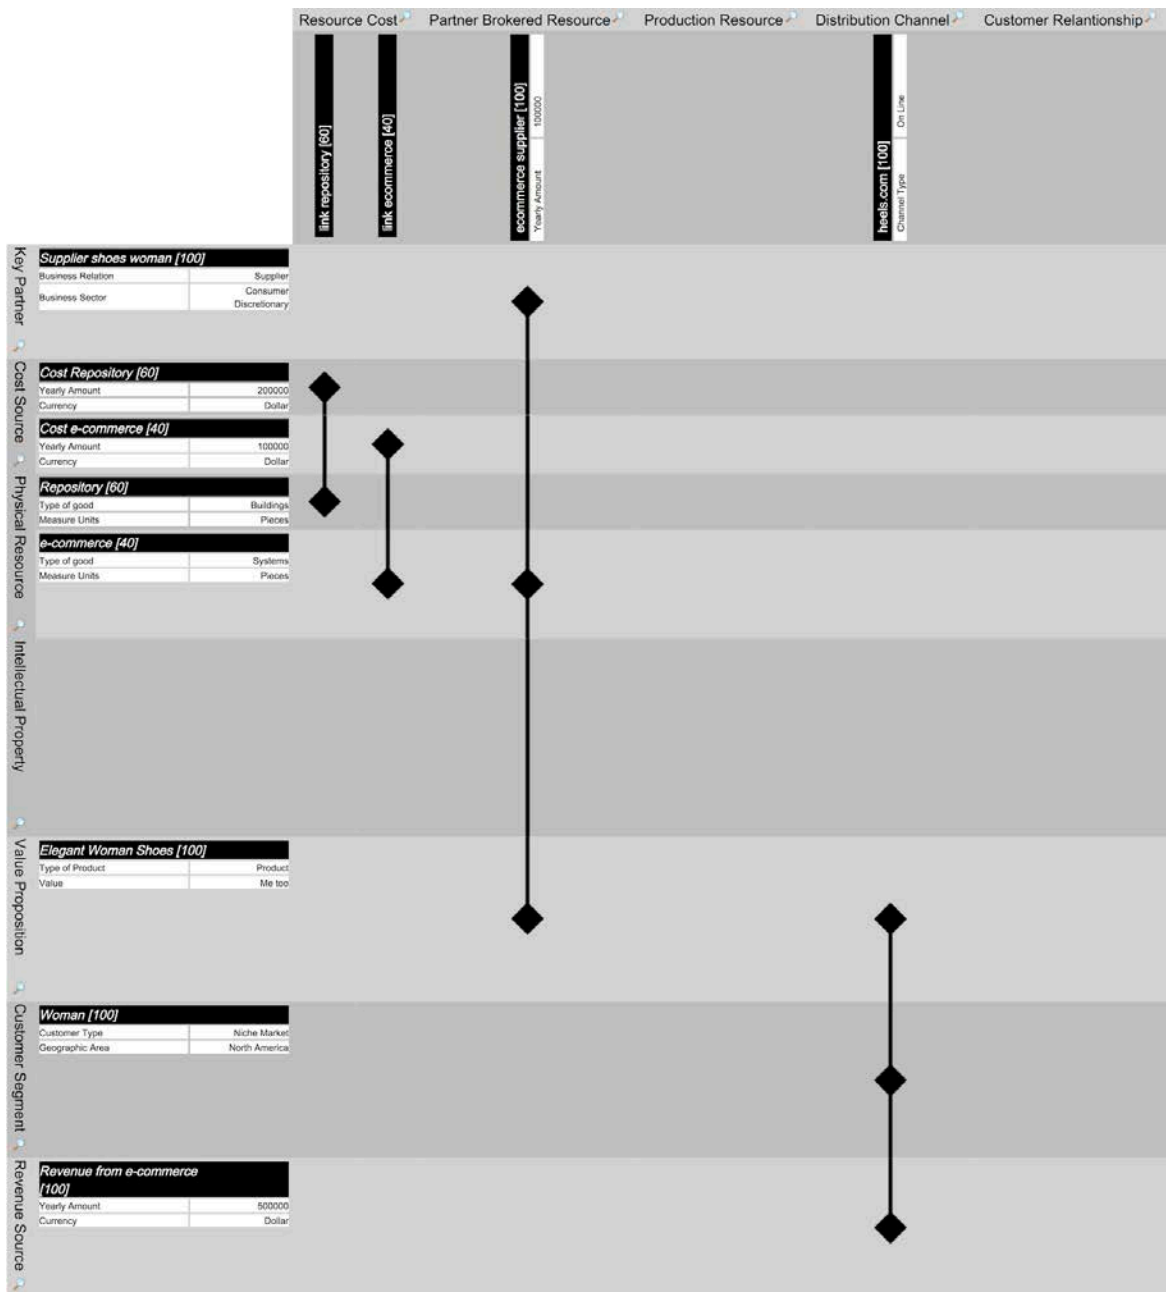 Resource Cost
Partner Brokered Resource
Production Resource
Distribution Channel
Customer Relantionship
link repository [60]
link ecommerce [40]
ecommerce supplier [100]
Yearly Amount 100000
heels.com [100]
Channel Type On Line
Key Partner
Supplier shoes woman [100]
Business Relation Supplier
Business Sector Consumer
Discretionary
Cost Source
Cost Repository [60]
Yearly Amount 200000
Currency Dollar
Cost e-commerce [40]
Yearly Amount 100000
Currency Dollar
Physical Resource
Repository [60]
Type of good Buildings
Measure Units Pieces
e-commerce [40]
Type of good Systems
Measure Units Pieces
Intellectual Property
Value Proposition
Elegant Woman Shoes [100]
Type of Product Product
Value Me too
Customer Segment
Woman [100]
Customer Type Niche Market
Geographic Area North America
Revenue Source
Revenue from e-commerce
[100]
Yearly Amount 500000
Currency Dollar